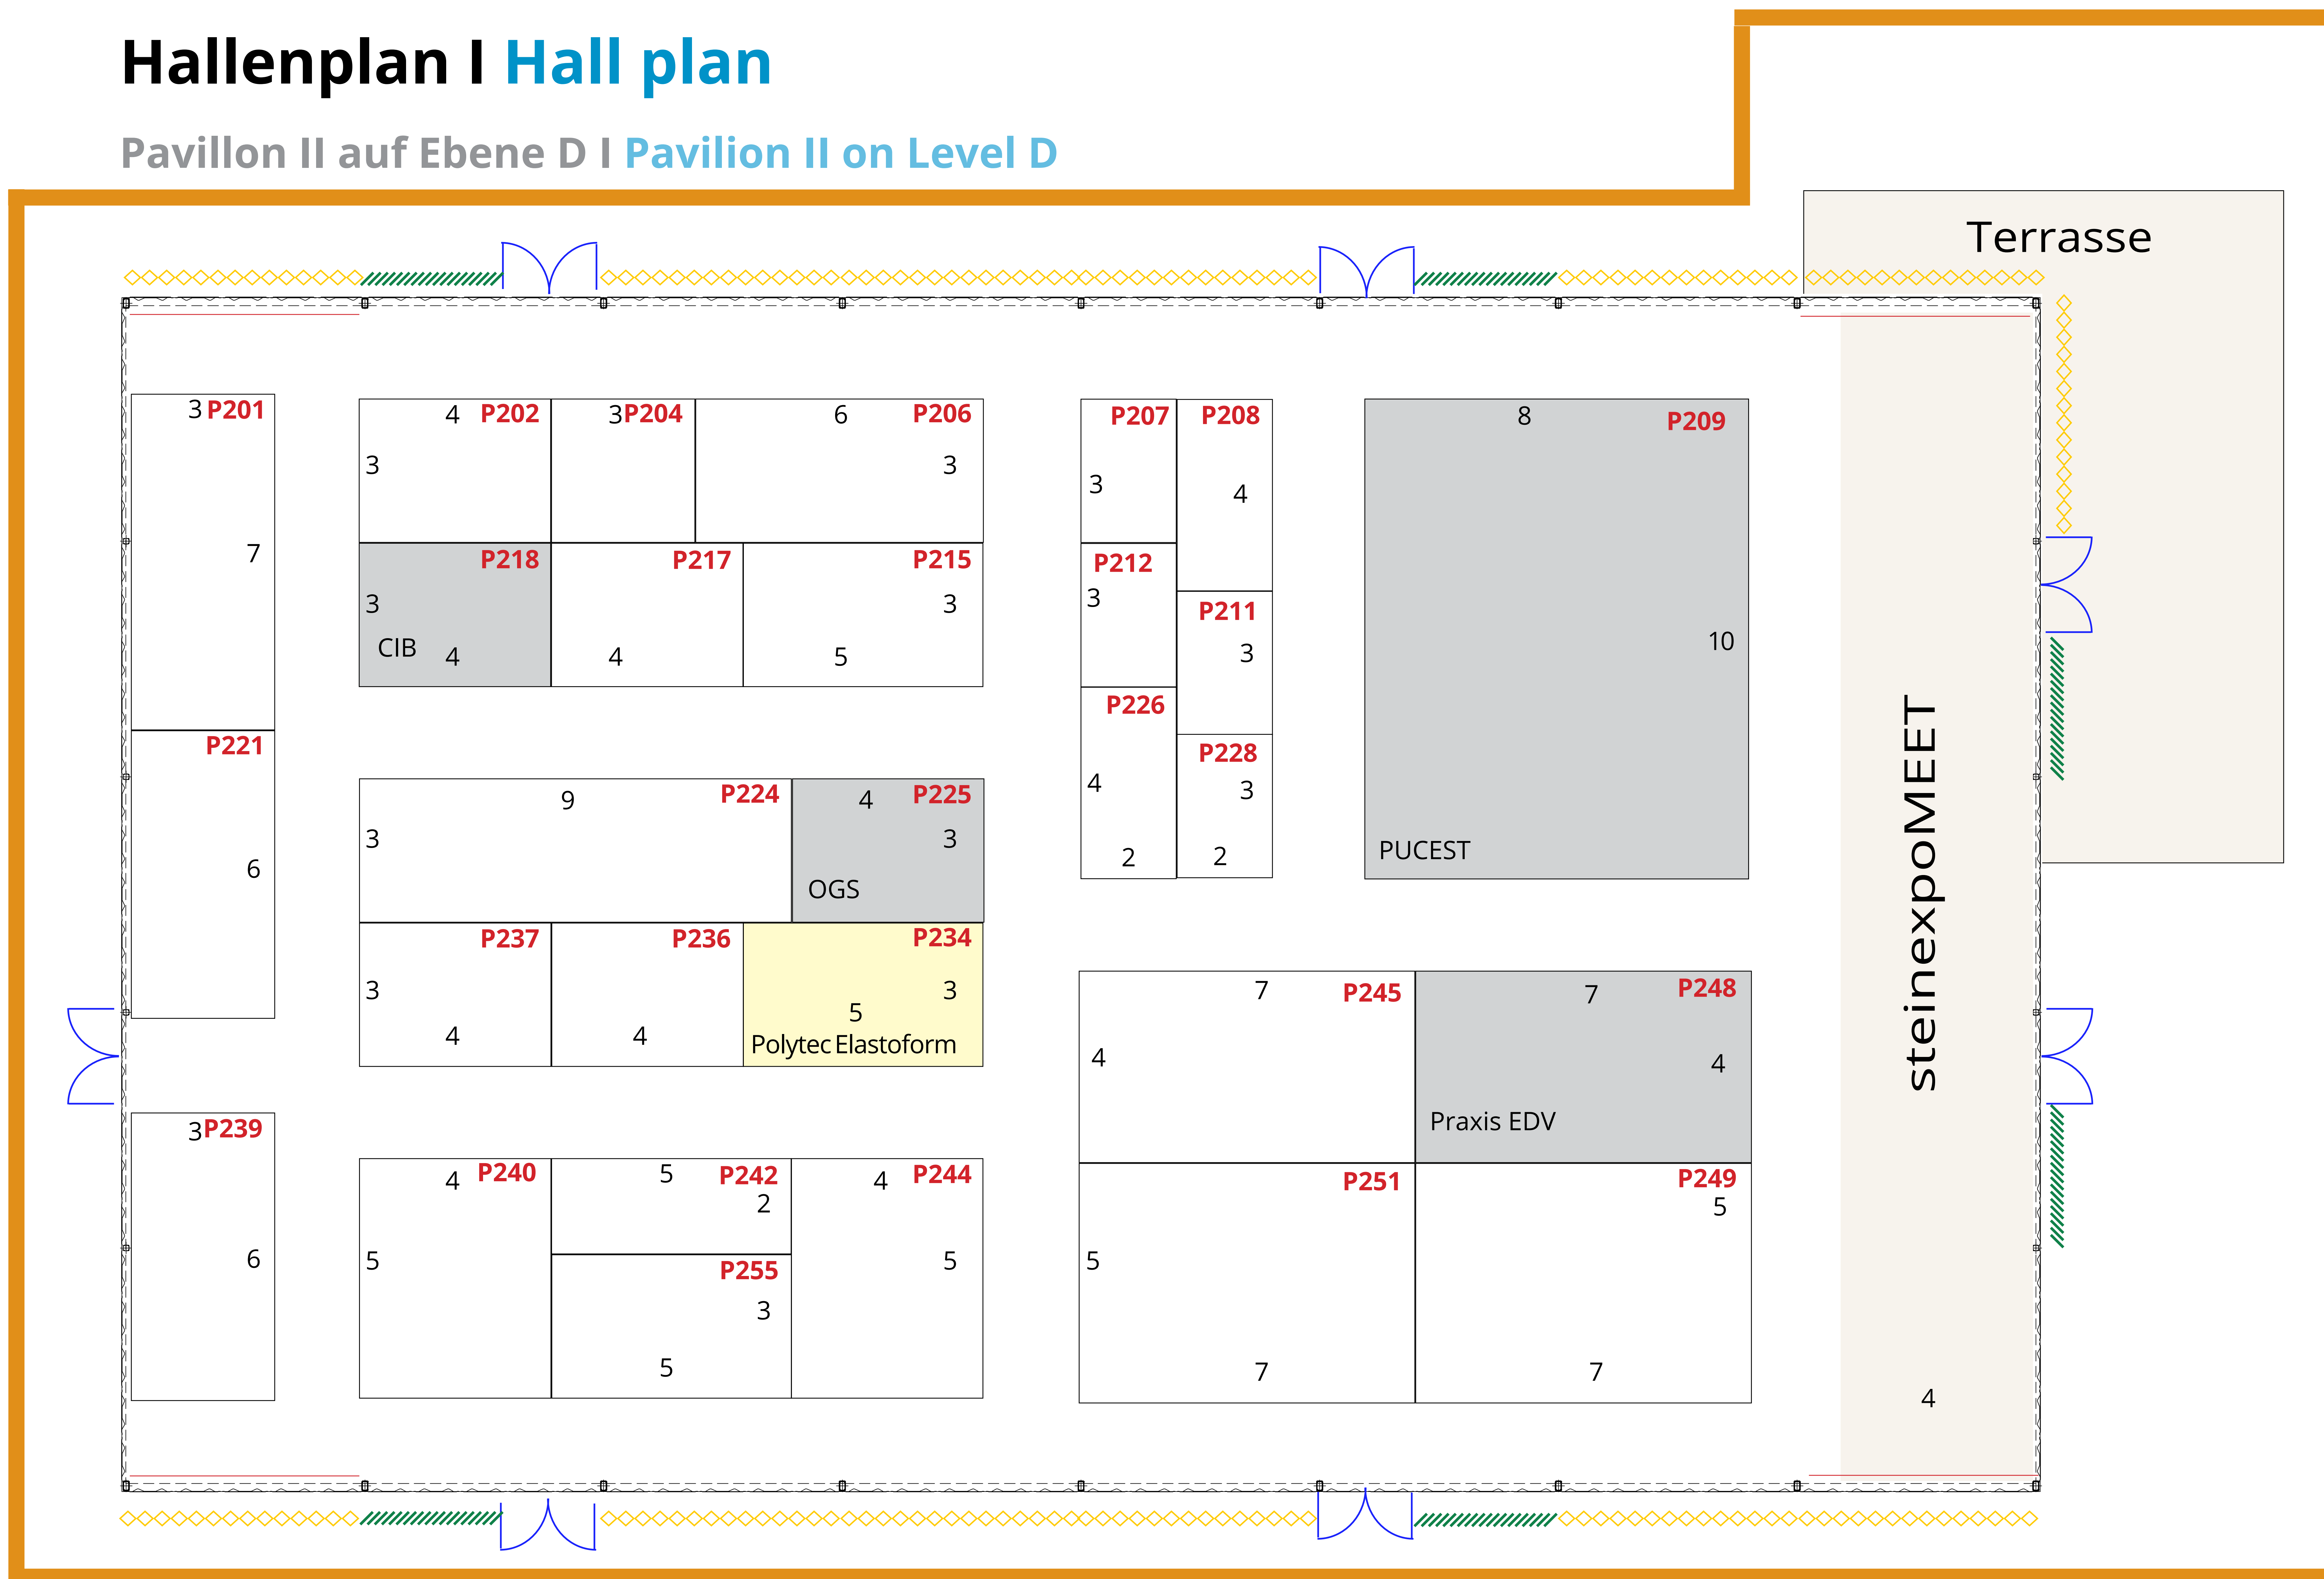 Hallenplan I Hall plan
Pavillon II auf Ebene D I Pavilion II on Level D
Terrasse
3 P201
7
4 P202
3
3 P204
6 P206
3
P207
3
P208
4
8 P209
10
PUCEST
P218
3
CIB 4
P217
4
P215
3
5
P212
3
P211
3
P226
4
2
P228
3
2
P221
6
9 P224
3
4 P225
3
OGS
P237
3
4
P236
4
P234
3
5
Polytec Elastoform
7 P245
4
7 P248
4
Praxis EDV
steinexpoMEET
4
3 P239
6
4 P240
5
5 P242
2
4 P244
5
P255
3
5
P251
5
7
P249
5
7